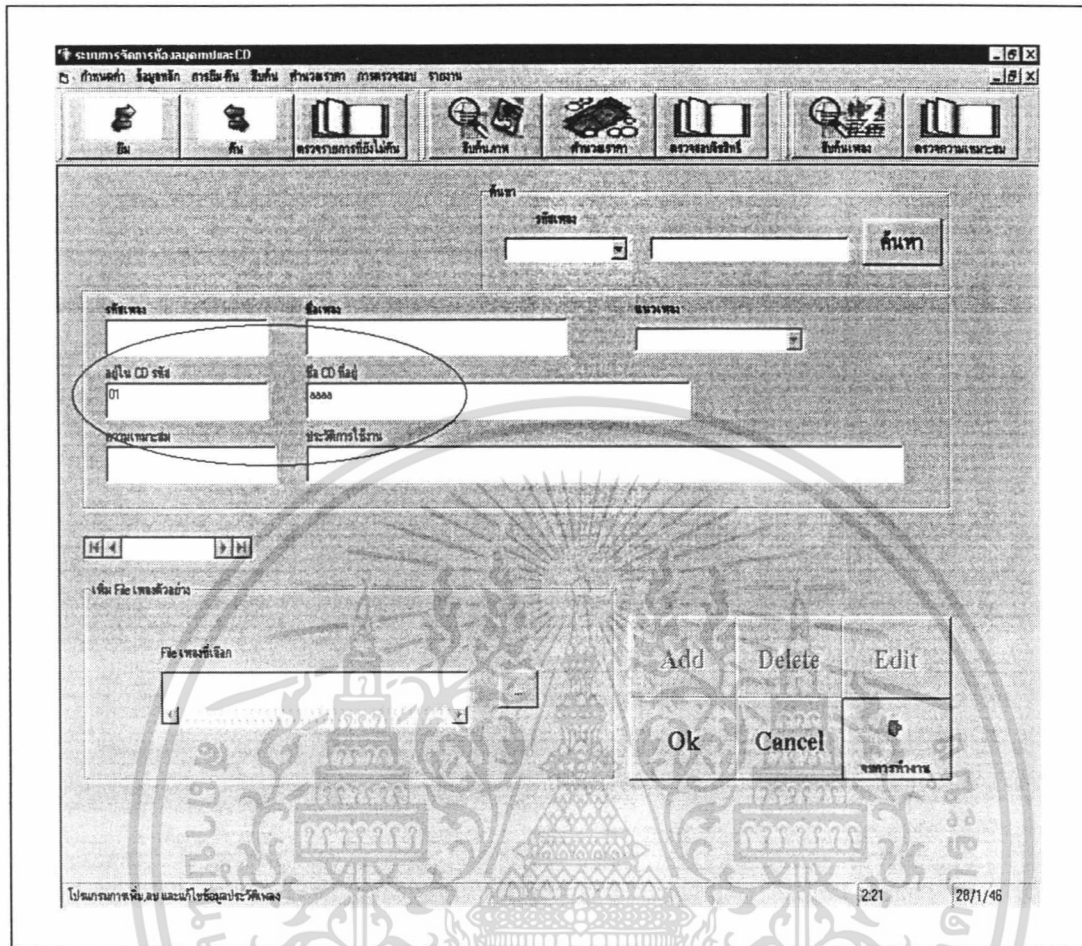 ระบบการจัดการห้องสมุดเทปและCD
กำหนดค่า ข้อมูลหลัก การยืม-คืน สืบค้น คำนวณราคา การตรวจสอบ รายงาน
ยืม คืน ตรวจรายการที่ยังไม่คืน สืบค้นภาพ คำนวณราคา ตรวจสอบลิขสิทธิ์ สืบค้นเพลง ตรวจความเหมาะสม
ค้นหา
รหัสเพลง
ค้นหา
รหัสเพลง ชื่อเพลง แนวเพลง
อยู่ใน CD รหัส ชื่อ CD ที่อยู่
01 aaaa
ความเหมาะสม ประวัติการใช้งาน
เพิ่ม File เพลงตัวอย่าง
File เพลงที่เลือก
...
Add Delete Edit
Ok Cancel จบการทำงาน
โปรแกรมการเพิ่ม,ลบ และแก้ไขข้อมูลประวัติเพลง 2:21 28/1/46